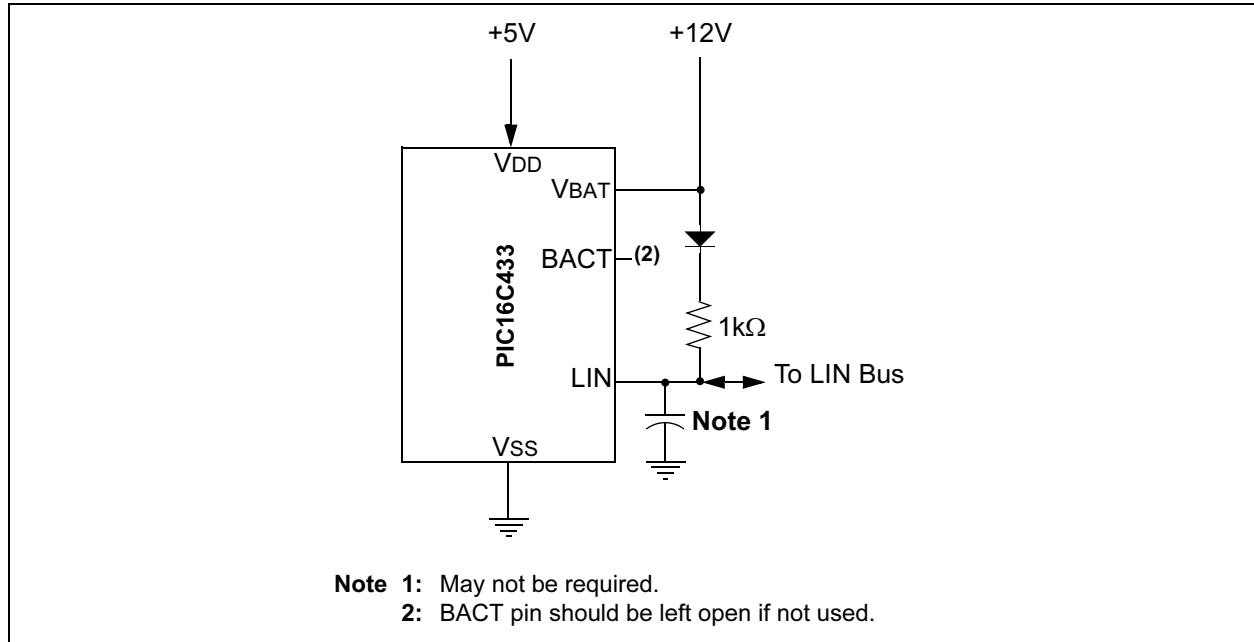 +5V +12V
VDD
VBAT
BACT (2)
PIC16C433
1kΩ
LIN To LIN Bus
Note 1
VSS
Note 1: May not be required.
2: BACT pin should be left open if not used.